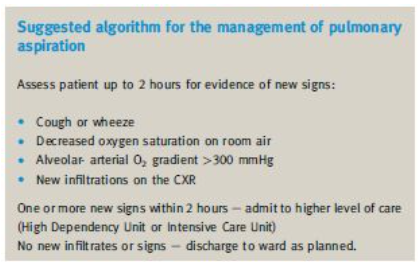 Suggested algorithm for the management of pulmonary
aspiration
Assess patient up to 2 hours for evidence of new signs:
• Cough or wheeze
• Decreased oxygen saturation on room air
• Alveolar- arterial O₂ gradient >300 mmHg
• New infiltrations on the CXR
One or more new signs within 2 hours — admit to higher level of care
(High Dependency Unit or Intensive Care Unit)
No new infiltrates or signs — discharge to ward as planned.